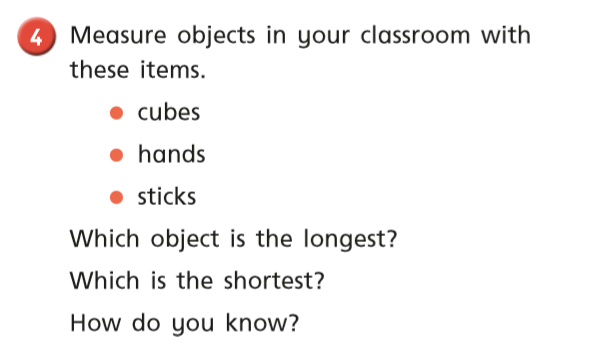 4 Measure objects in your classroom with
these items.
• cubes
• hands
• sticks
Which object is the longest?
Which is the shortest?
How do you know?